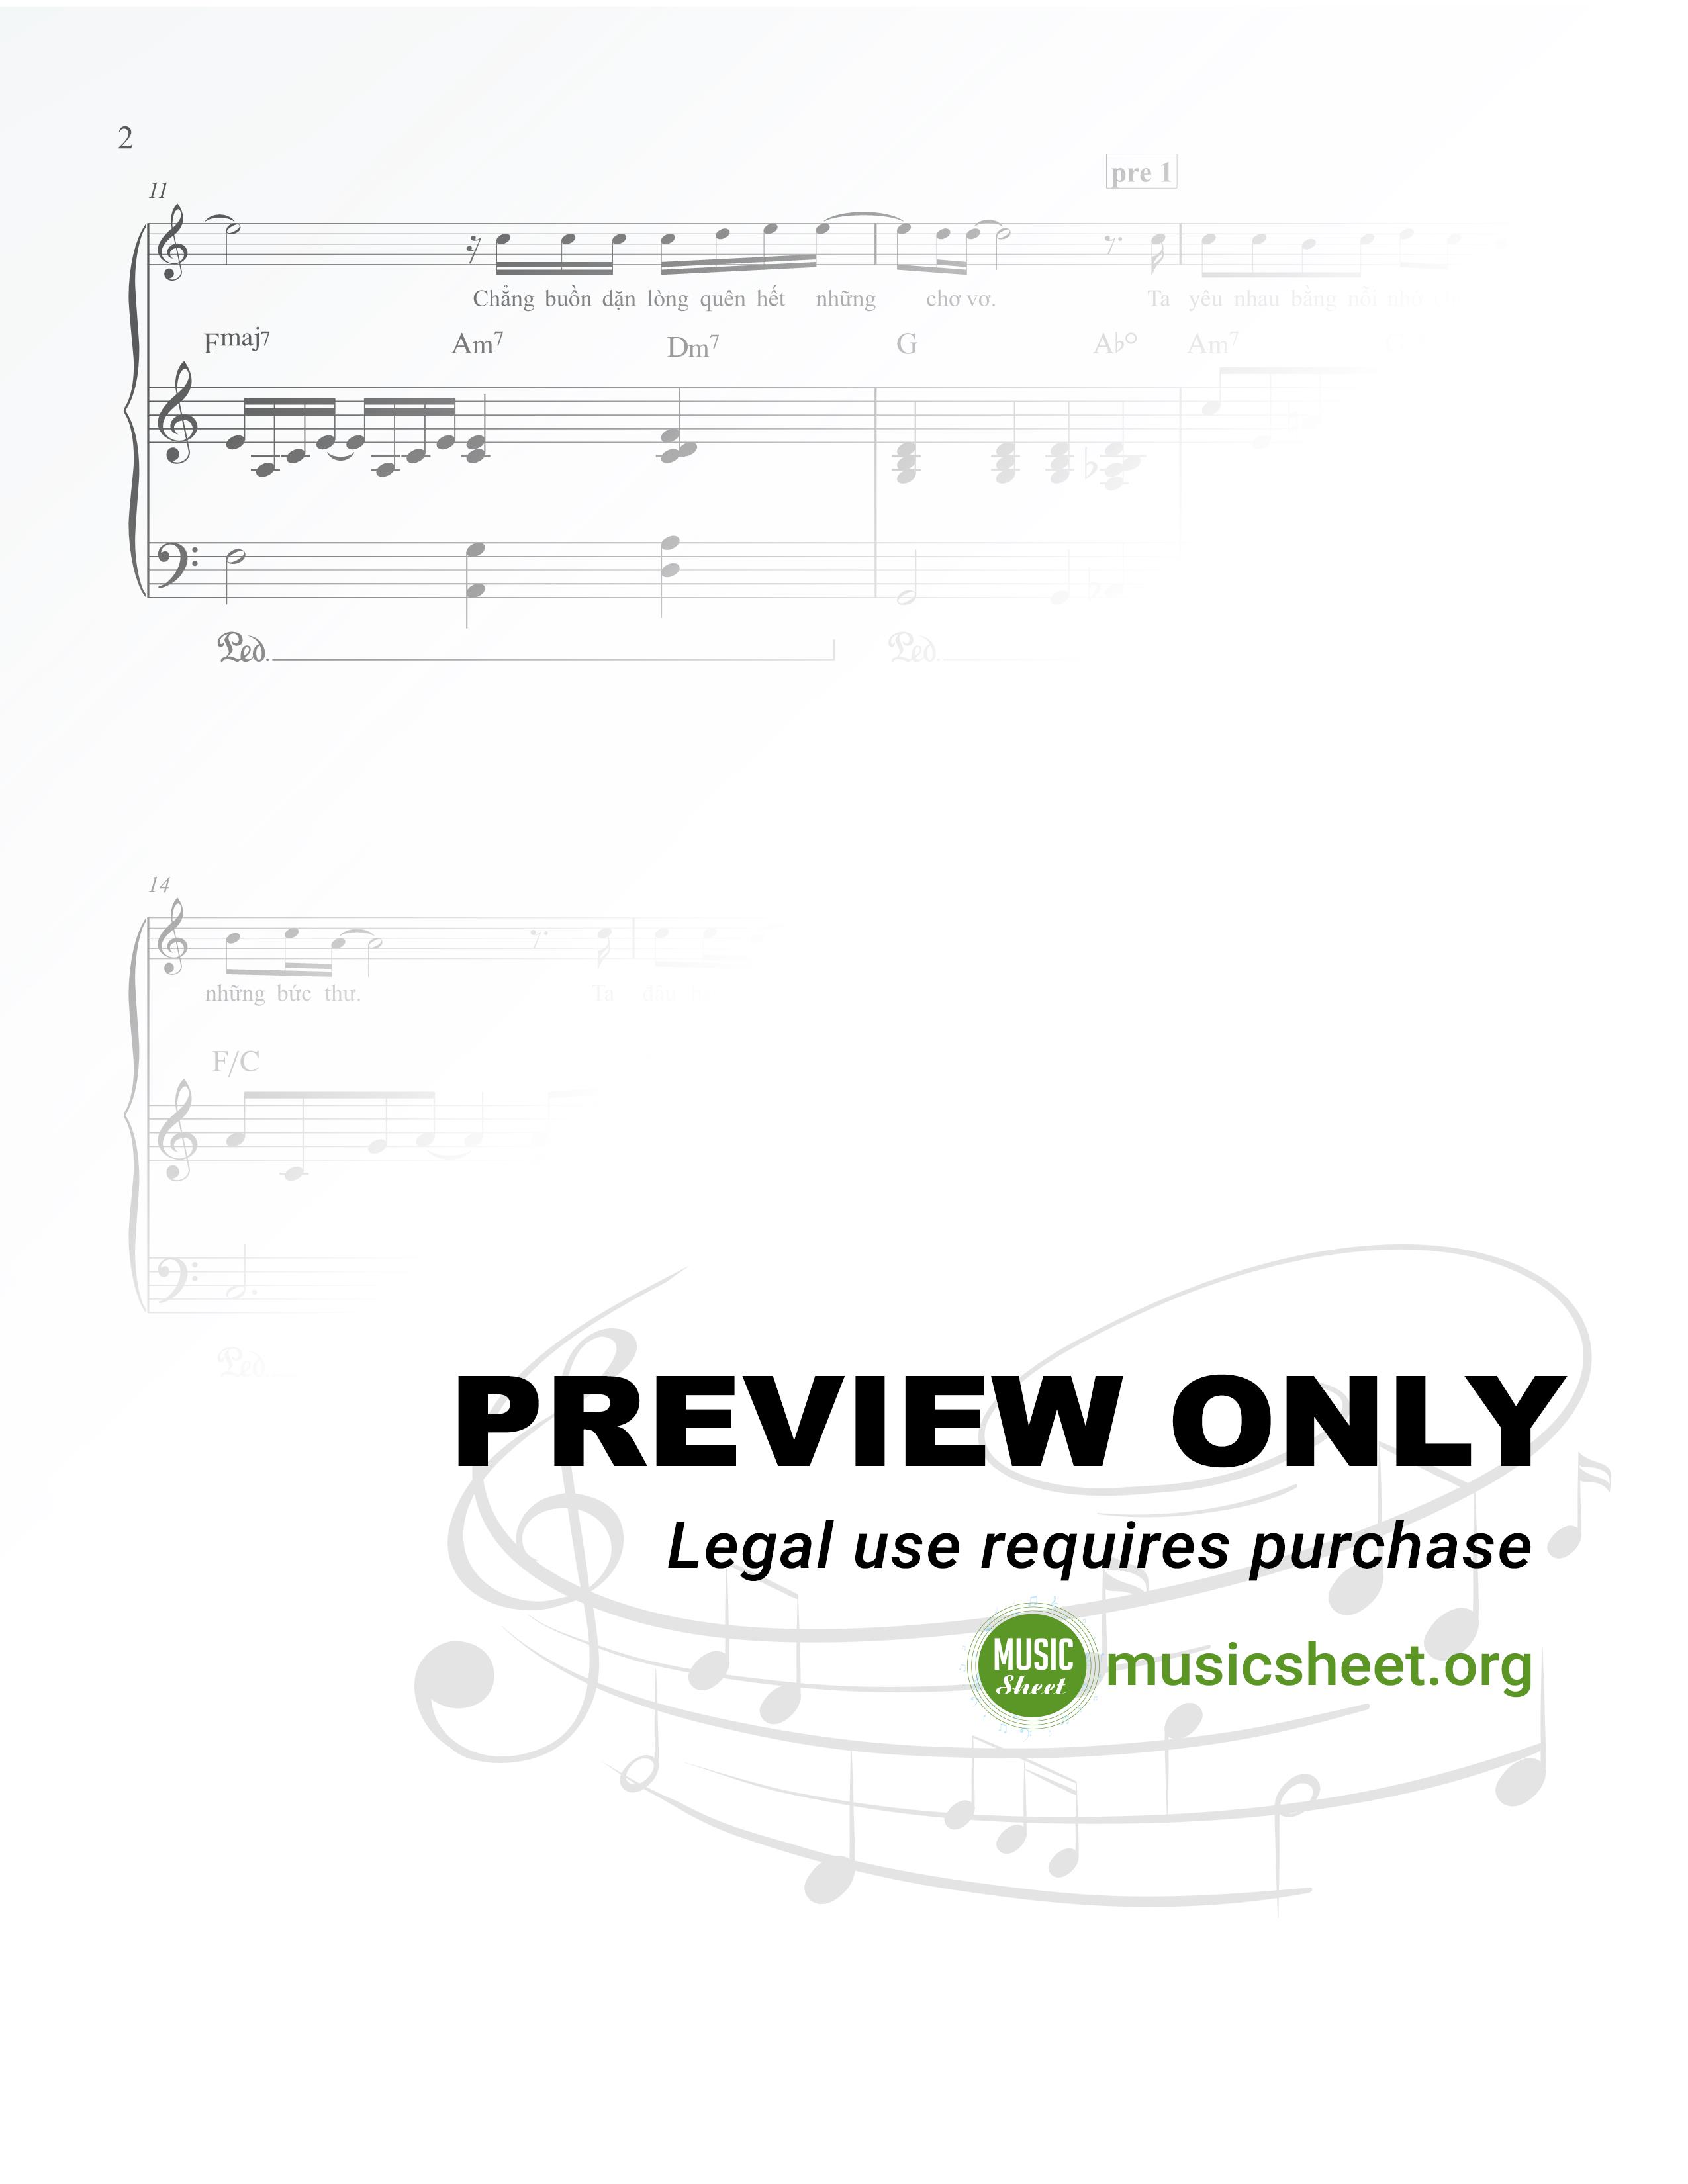 2
11
pre 1
Chẳng buồn dặn lòng quên hết những chơ vơ. Ta yêu nhau bằng nỗi nhớ
Fmaj7 Am7 Dm7 G A♭° Am7
Ped. Ped.
14
những bức thư. Ta
F/C
Ped.
PREVIEW ONLY
Legal use requires purchase
MUSIC
Sheet
musicsheet.org